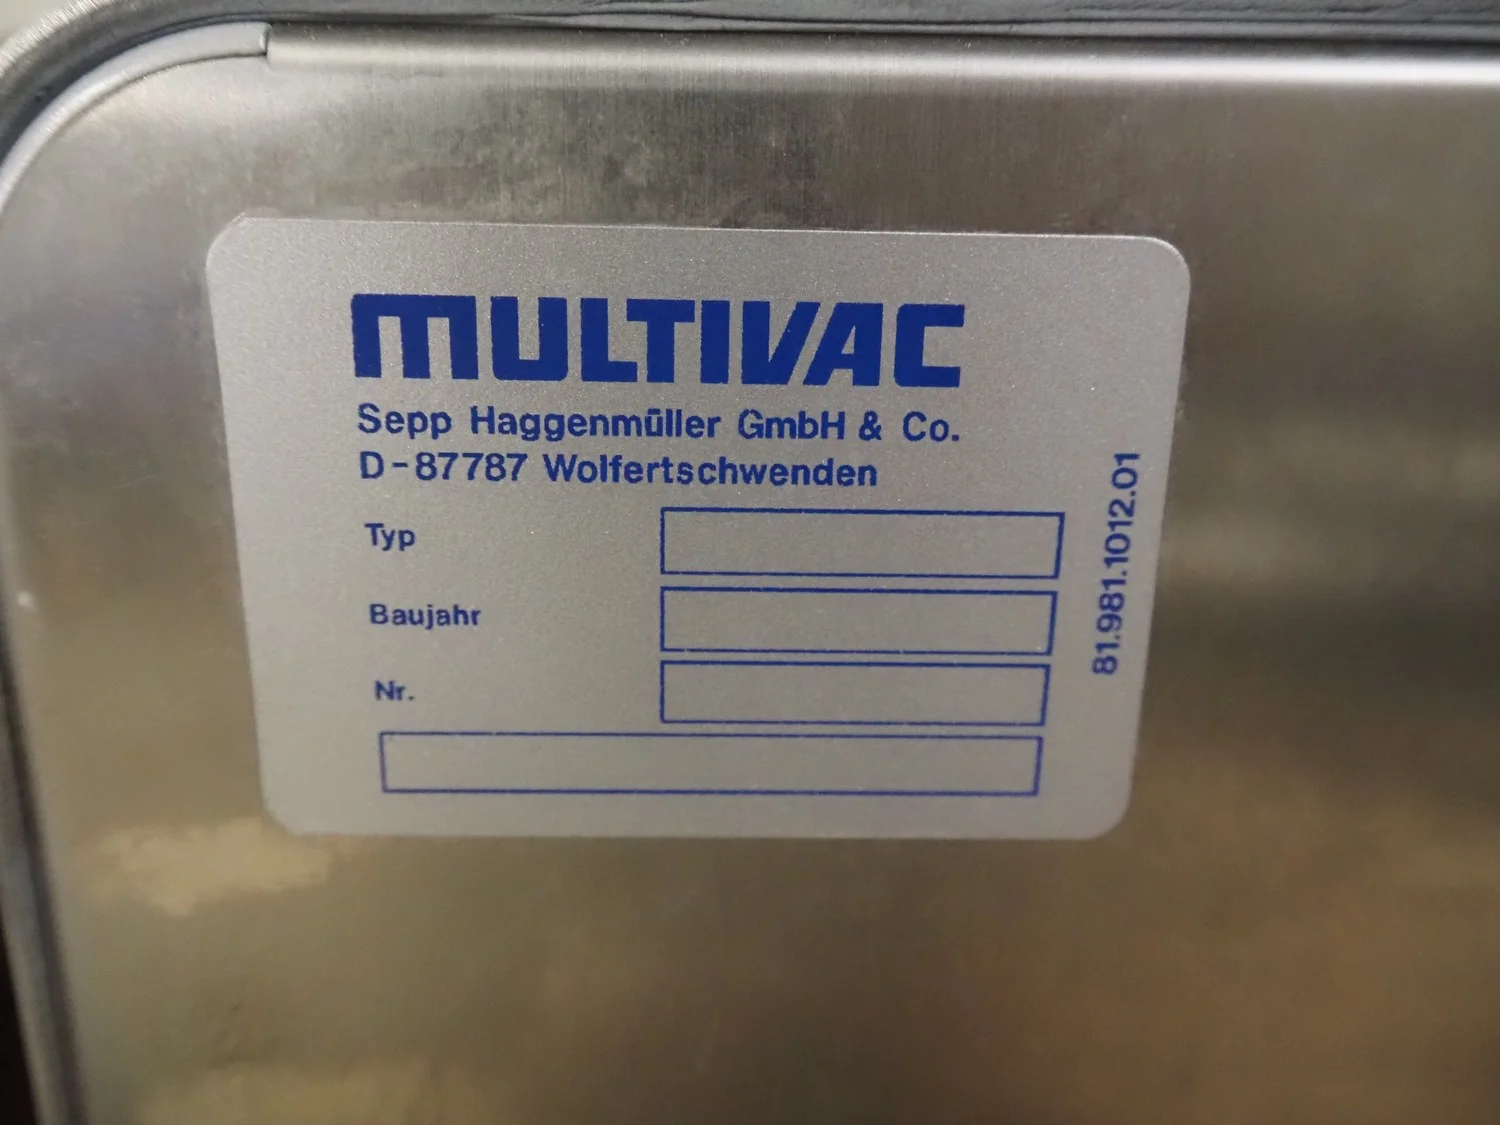 MULTIVAC
Sepp Haggenmüller GmbH & Co.
D-87787 Wolfertschwenden
Typ
Baujahr
Nr.
81.981.1012.01